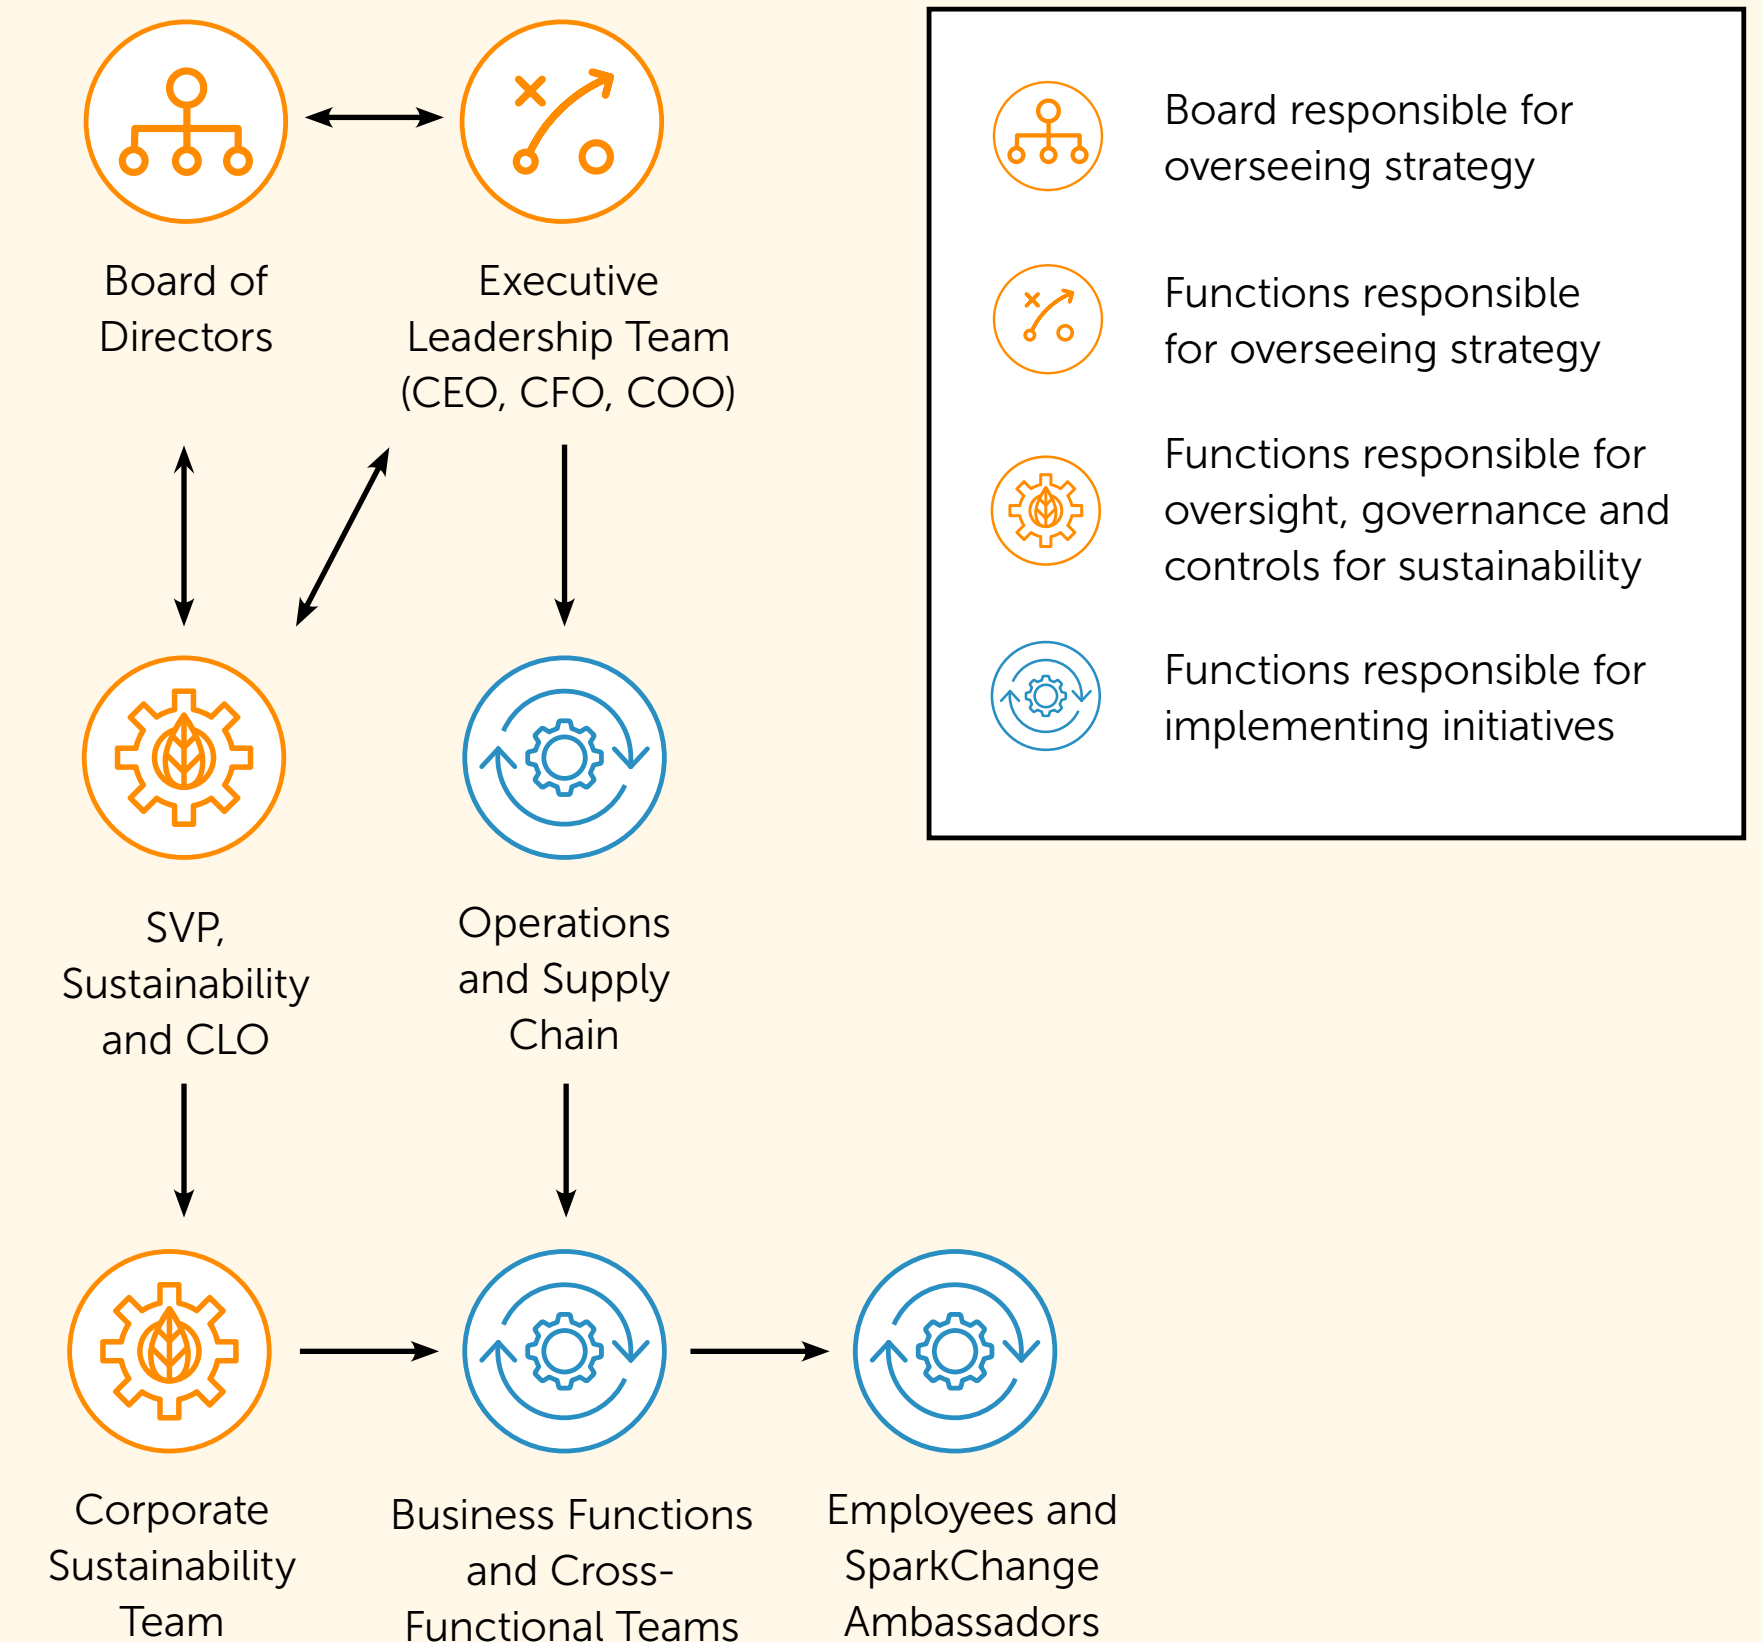 Board of
Directors
Executive
Leadership Team
(CEO, CFO, COO)
SVP,
Sustainability
and CLO
Operations
and Supply
Chain
Corporate
Sustainability
Team
Business Functions
and Cross-
Functional Teams
Employees and
SparkChange
Ambassadors
Board responsible for
overseeing strategy
Functions responsible
for overseeing strategy
Functions responsible for
oversight, governance and
controls for sustainability
Functions responsible for
implementing initiatives